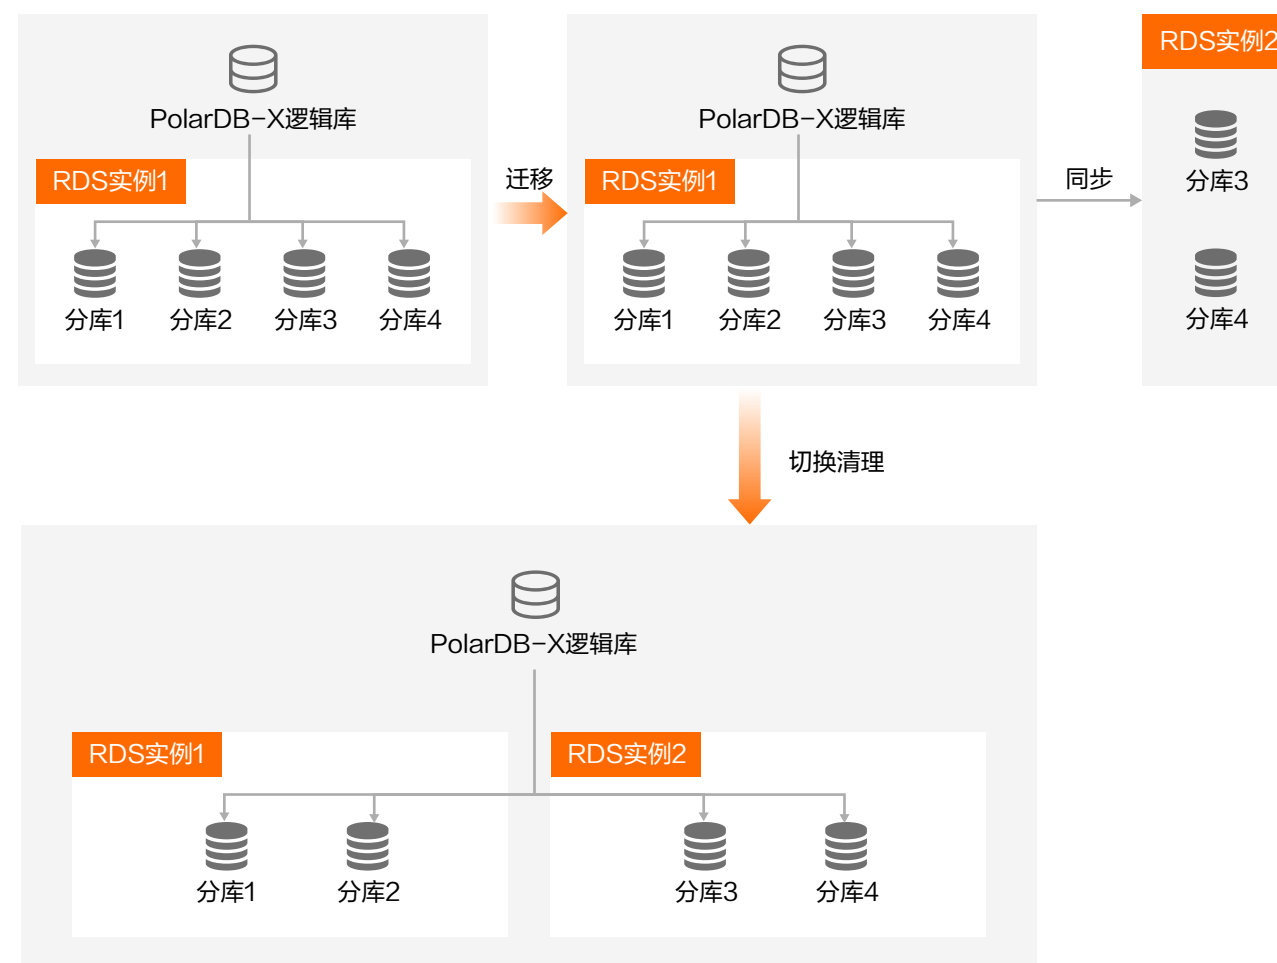 PolarDB-X逻辑库
RDS实例1
分库1 分库2 分库3 分库4
迁移
PolarDB-X逻辑库
RDS实例1
分库1 分库2 分库3 分库4
同步
RDS实例2
分库3
分库4
切换清理
PolarDB-X逻辑库
RDS实例1
分库1 分库2
RDS实例2
分库3 分库4